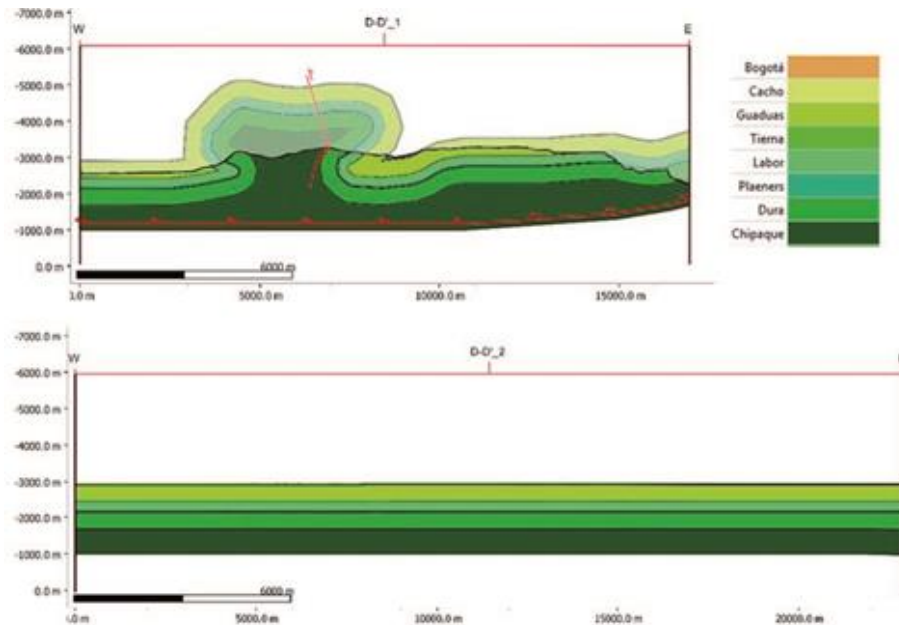 -7000.0 m
W
D-D'_1
E
-6000.0 m
-5000.0 m
-4000.0 m
-3000.0 m
-2000.0 m
-1000.0 m
0.0 m
6000 m
5000.0 m
10000.0 m
15000.0 m
Bogotá
Cacho
Guaduas
Tierna
Labor
Plaeners
Dura
Chipaque
-7000.0 m
W
D-D'_2
-6000.0 m
-5000.0 m
-4000.0 m
-3000.0 m
-2000.0 m
-1000.0 m
0.0 m
6000 m
5000.0 m
10000.0 m
15000.0 m
20000.0 m